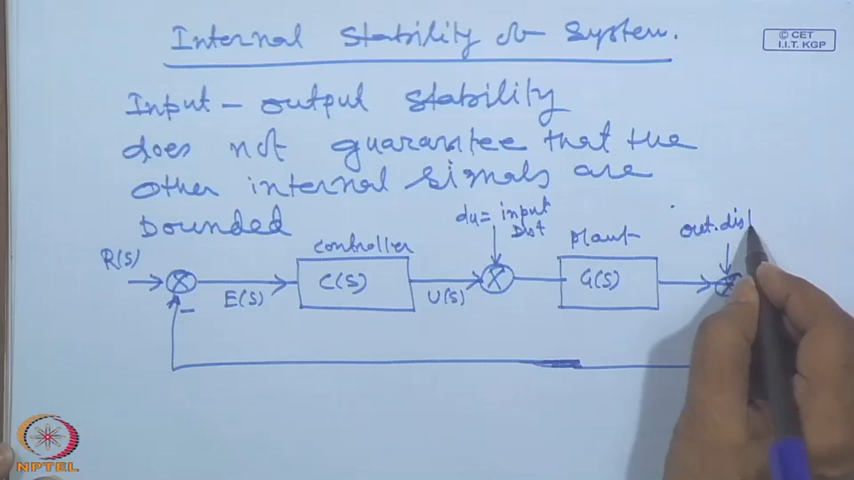 Internal Stability of System.
© CET
I.I.T. KGP
Input - output stability
does not guarantee that the
other internal signals are
bounded
du = input
Dist
out.dist
controller
plant
R(S)
C(S)
G(S)
E(S)
U(S)
NPTEL